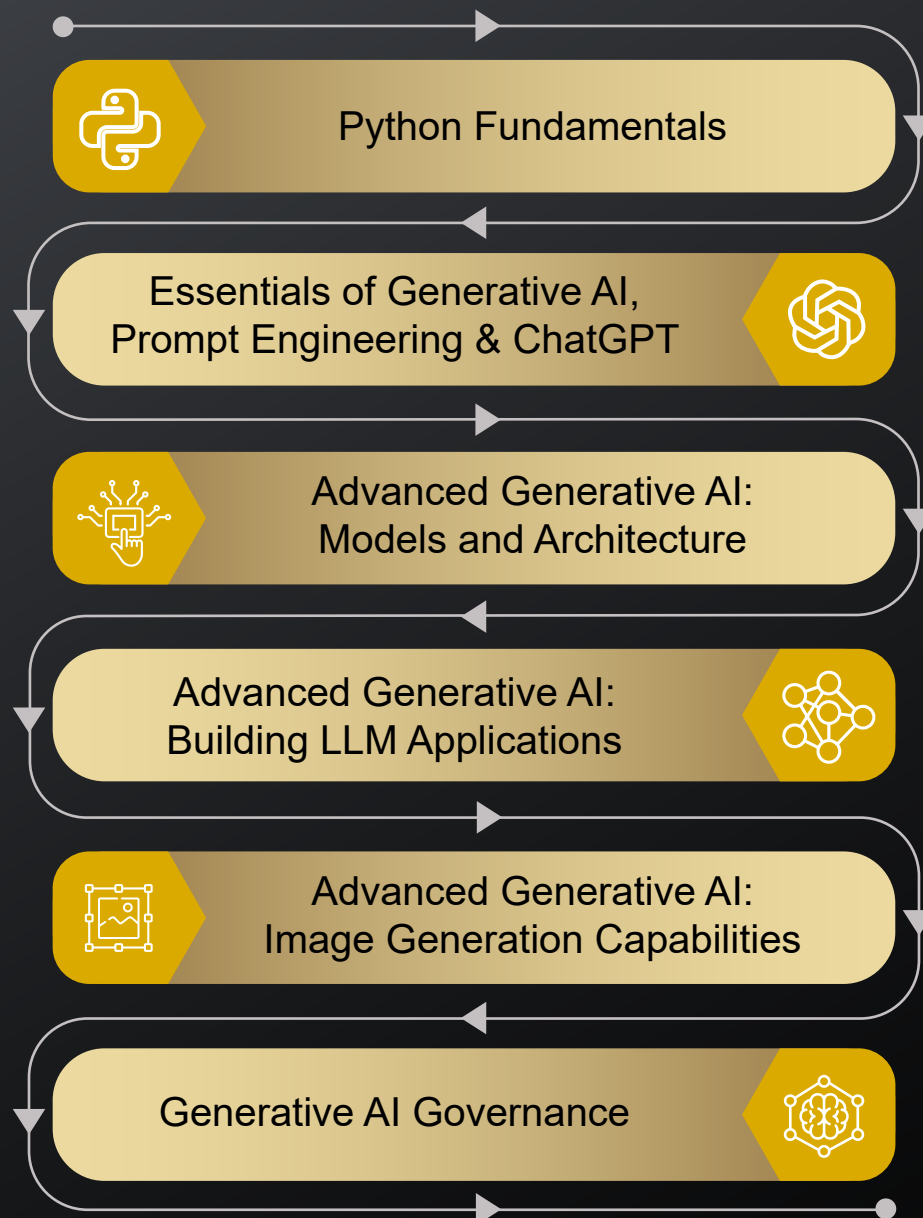 Python Fundamentals
Essentials of Generative AI,
Prompt Engineering & ChatGPT
Advanced Generative AI:
Models and Architecture
Advanced Generative AI:
Building LLM Applications
Advanced Generative AI:
Image Generation Capabilities
Generative AI Governance